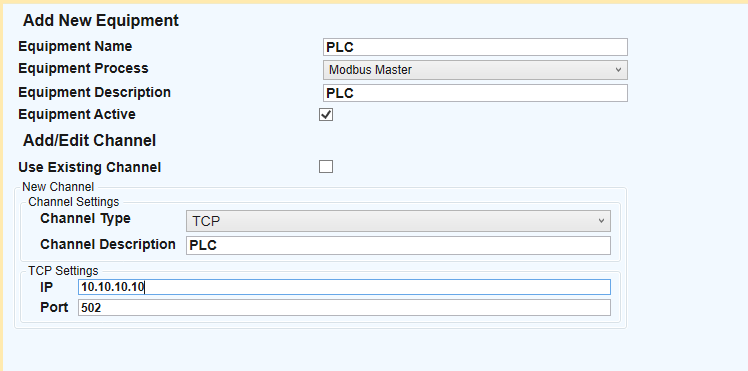 Add New Equipment
Equipment Name PLC
Equipment Process Modbus Master
Equipment Description PLC
Equipment Active
Add/Edit Channel
Use Existing Channel
New Channel
Channel Settings
Channel Type TCP
Channel Description PLC
TCP Settings
IP 10.10.10.10
Port 502